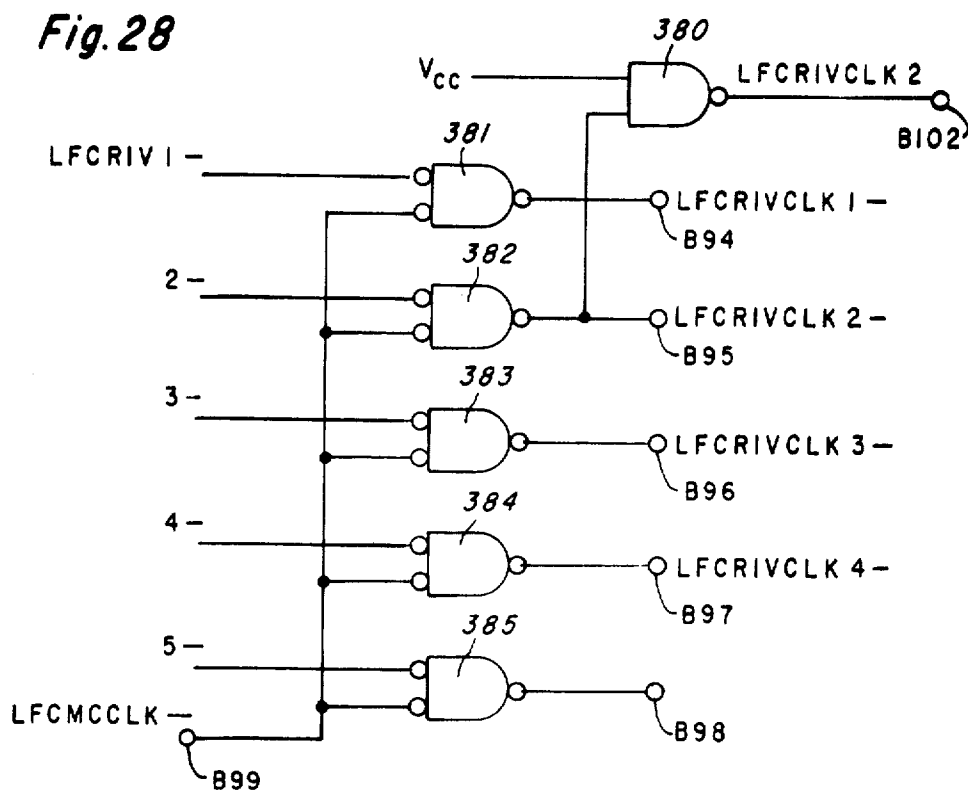 Fig. 28
380
VCC
LFCRIVCLK 2
B102
381
LFCRIV 1 –
LFCRIVCLK 1 –
B94
382
2 –
LFCRIVCLK 2 –
B95
383
3 –
LFCRIVCLK 3 –
B96
384
4 –
LFCRIVCLK 4 –
B97
385
5 –
B98
LFCMCCLK –
B99